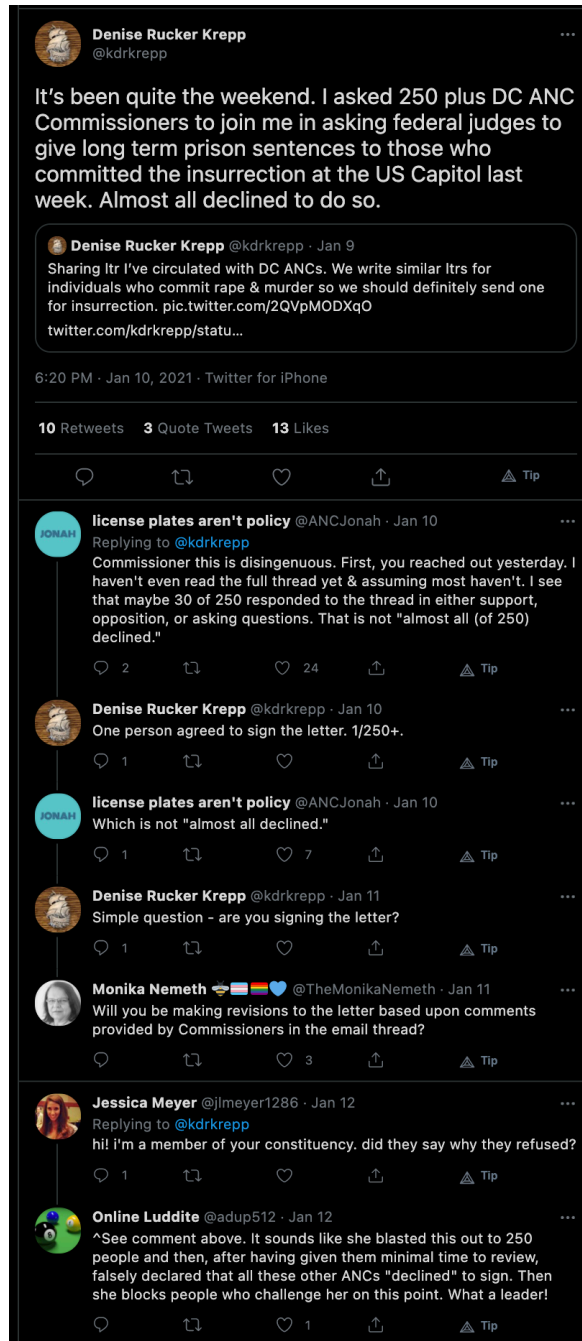 Denise Rucker Krepp
@kdrkrepp
It's been quite the weekend. I asked 250 plus DC ANC
Commissioners to join me in asking federal judges to
give long term prison sentences to those who
committed the insurrection at the US Capitol last
week. Almost all declined to do so.
Denise Rucker Krepp @kdrkrepp · Jan 9
Sharing ltr I've circulated with DC ANCs. We write similar ltrs for
individuals who commit rape & murder so we should definitely send one
for insurrection. pic.twitter.com/2QVpMODXqO
twitter.com/kdrkrepp/statu...
6:20 PM · Jan 10, 2021 · Twitter for iPhone
10 Retweets 3 Quote Tweets 13 Likes
Tip
license plates aren't policy @ANCJonah · Jan 10
JONAH
Replying to @kdrkrepp
Commissioner this is disingenuous. First, you reached out yesterday. I
haven't even read the full thread yet & assuming most haven't. I see
that maybe 30 of 250 responded to the thread in either support,
opposition, or asking questions. That is not "almost all (of 250)
declined."
2 24 Tip
Denise Rucker Krepp @kdrkrepp · Jan 10
One person agreed to sign the letter. 1/250+.
1 Tip
license plates aren't policy @ANCJonah · Jan 10
JONAH
Which is not "almost all declined."
1 7 Tip
Denise Rucker Krepp @kdrkrepp · Jan 11
Simple question - are you signing the letter?
1 Tip
Monika Nemeth @TheMonikaNemeth · Jan 11
Will you be making revisions to the letter based upon comments
provided by Commissioners in the email thread?
3 Tip
Jessica Meyer @jlmeyer1286 · Jan 12
Replying to @kdrkrepp
hi! i'm a member of your constituency. did they say why they refused?
1 Tip
Online Luddite @adup512 · Jan 12
^See comment above. It sounds like she blasted this out to 250
people and then, after having given them minimal time to review,
falsely declared that all these other ANCs "declined" to sign. Then
she blocks people who challenge her on this point. What a leader!
1 Tip